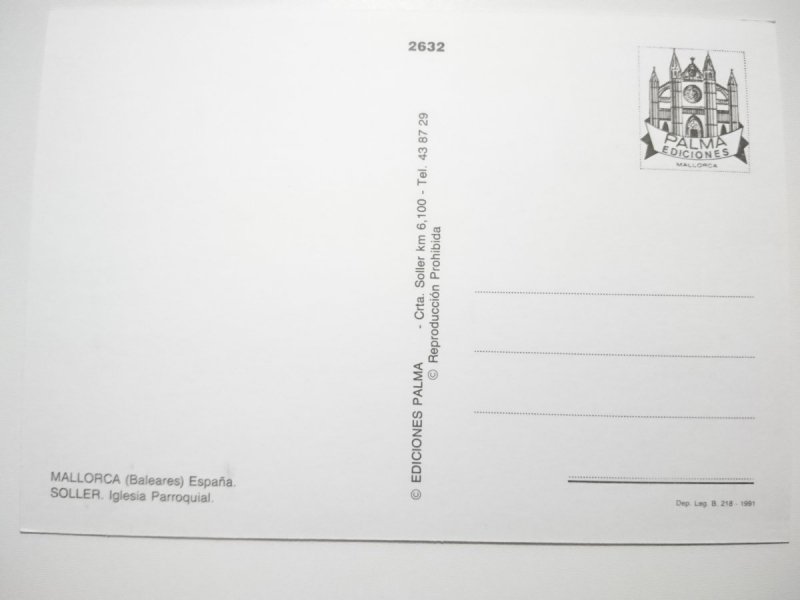 2632
PALMA
EDICIONES
MALLORCA
© EDICIONES PALMA - Crta. Soller km 6,100 - Tel. 43 87 29
© Reproducción Prohibida
MALLORCA (Baleares) España.
SOLLER. Iglesia Parroquial.
Dep. Leg. B. 218 - 1991